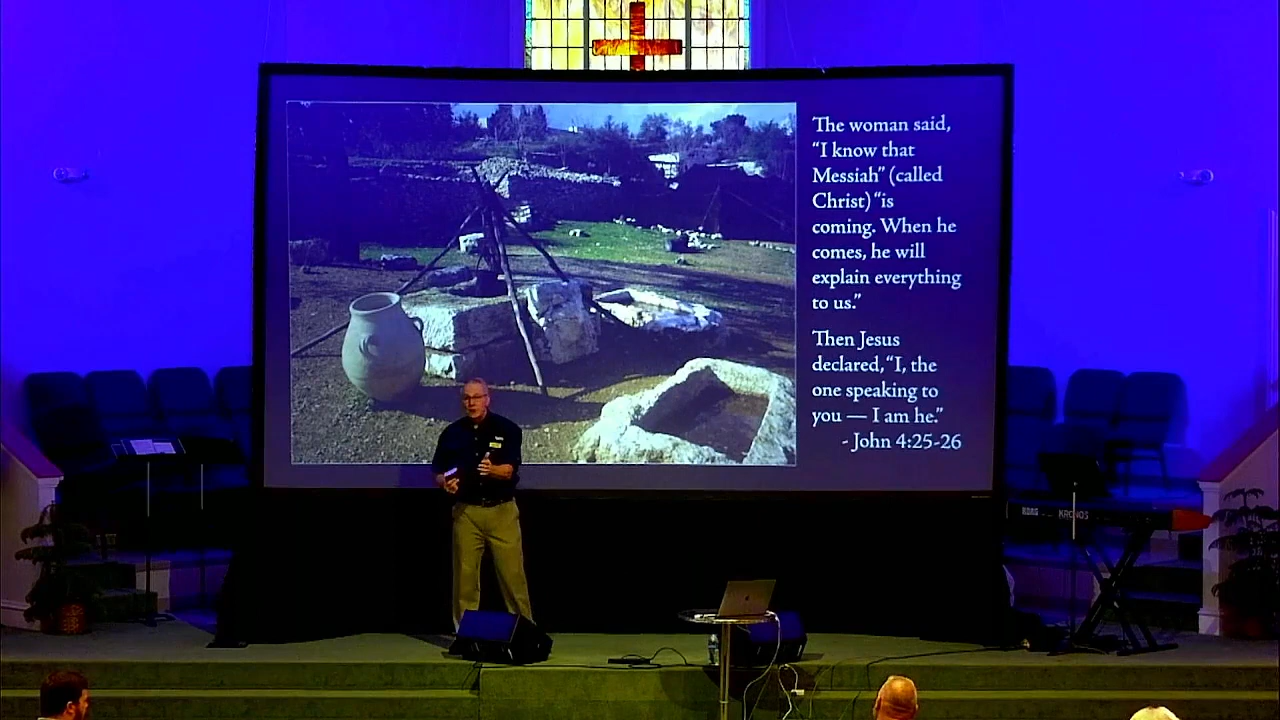 The woman said,
“I know that
Messiah” (called
Christ) “is
coming. When he
comes, he will
explain everything
to us.”
Then Jesus
declared, “I, the
one speaking to
you — I am he.”
- John 4:25-26
KORG KRONOS